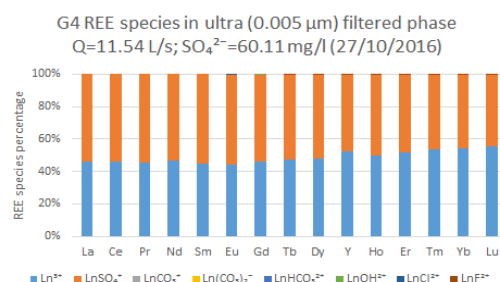 G4 REE species in ultra (0.005 µm) filtered phase
Q=11.54 L/s; SO₄²⁻=60.11 mg/l (27/10/2016)
100%
80%
60%
40%
20%
0%
REE species percentage
La Ce Pr Nd Sm Eu Gd Tb Dy Y Ho Er Tm Yb Lu
Ln³⁺ LnSO₄⁺ LnCO₃⁺ Ln(CO₃)₂⁻ LnHCO₃²⁺ LnOH²⁺ LnCl²⁺ LnF²⁺